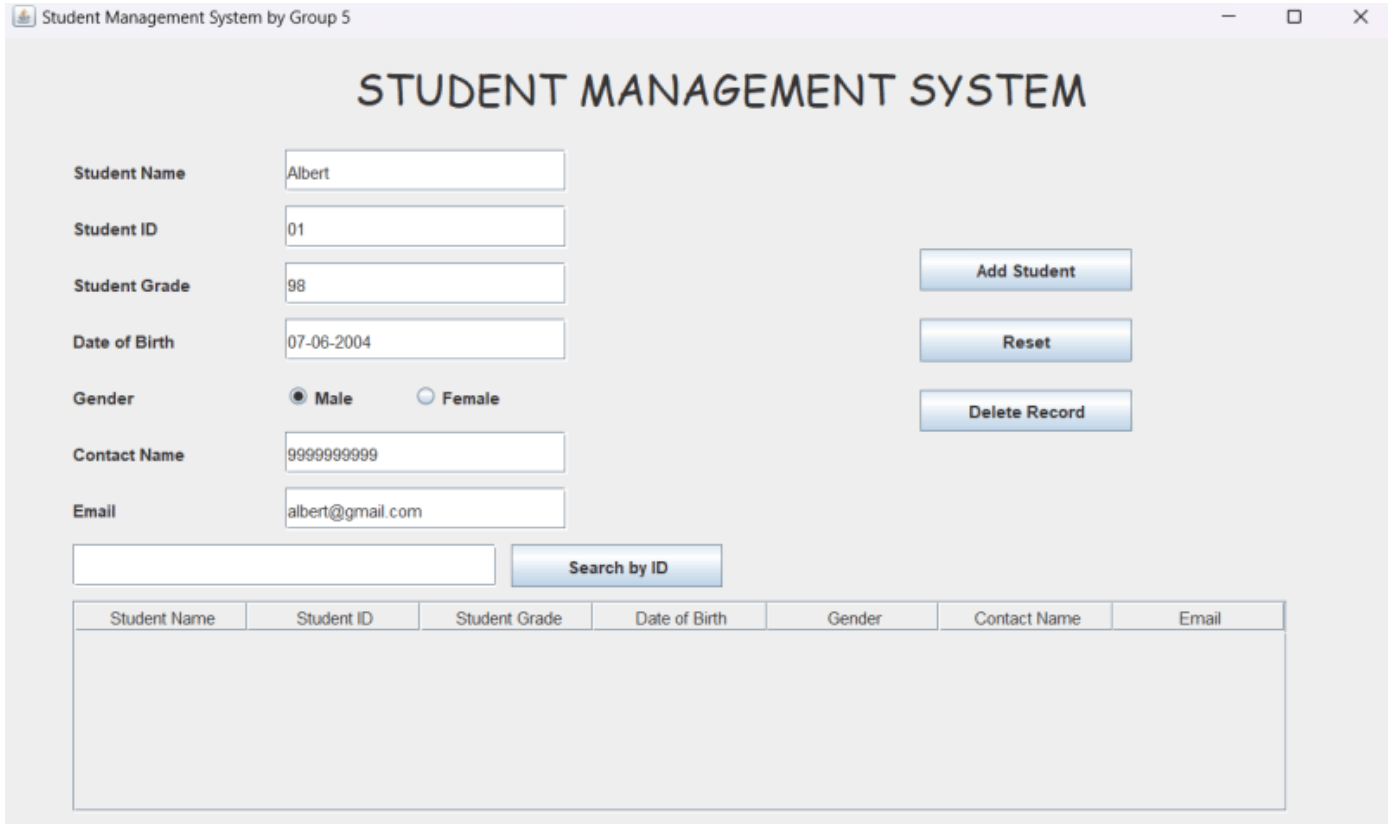 Student Management System by Group 5
STUDENT MANAGEMENT SYSTEM
Student Name Albert
Student ID 01
Student Grade 98
Date of Birth 07-06-2004
Gender Male Female
Contact Name 9999999999
Email albert@gmail.com
Add Student
Reset
Delete Record
Search by ID
Student Name Student ID Student Grade Date of Birth Gender Contact Name Email